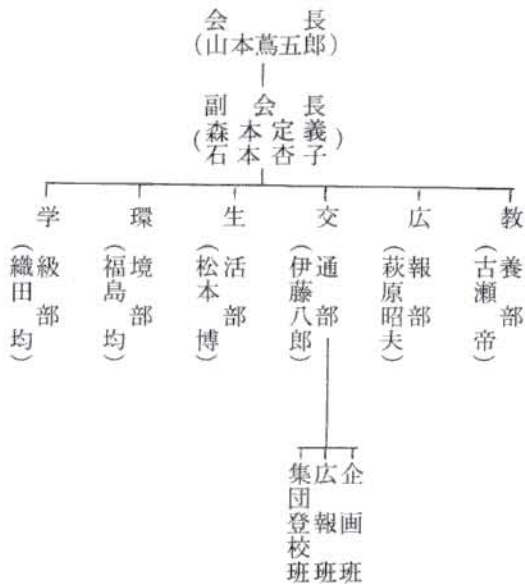 会長
(山本蔦五郎)
副会長
(森本定義
石本杏子)
教養部
(古瀬帝)
広報部
(萩原昭夫)
交通部
(伊藤八郎)
生活部
(松本 博)
環境部
(福島 均)
学級部
(織田 均)
企画班
広報班
集団登校班